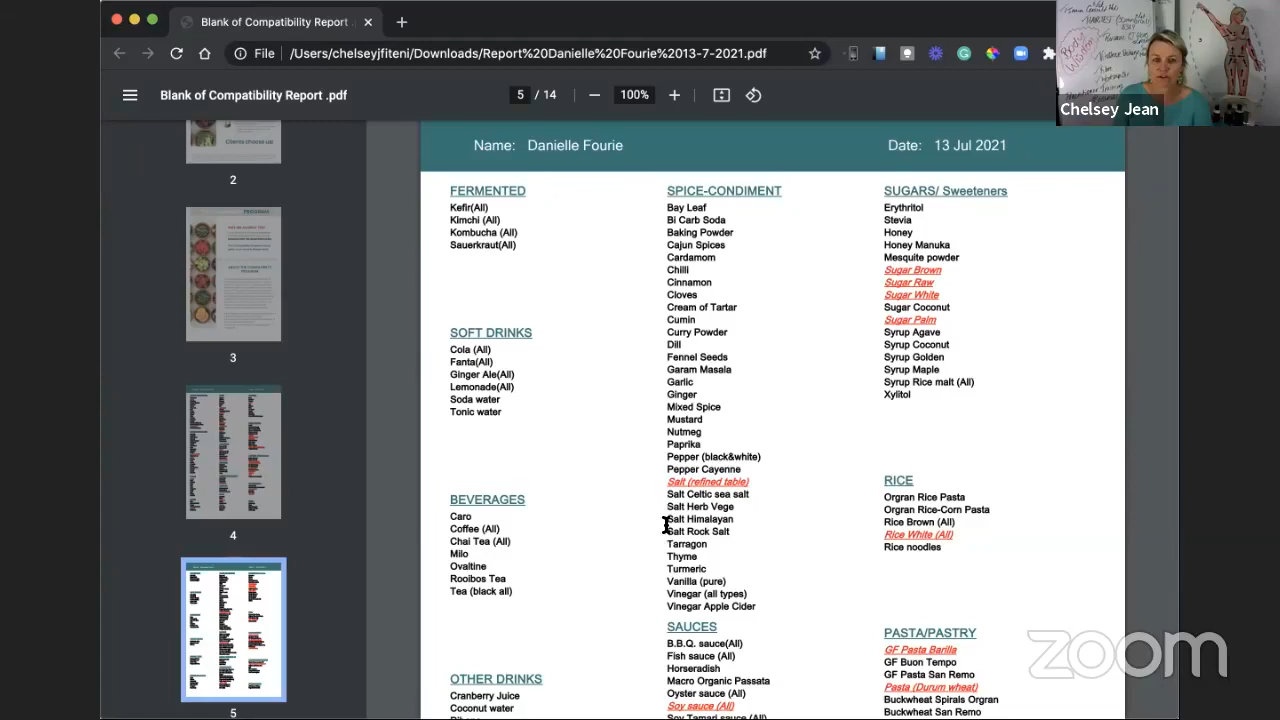 Blank of Compatibility Report .
File
/Users/chelseyjfiten/
ads/Report%20Danielle%20Fourie%2013-7-2021.pdf
Blank of Compatibility Report .pdf
5 / 14
100%
Chelsey Jean
2
3
4
5
Name: Danielle Fourie
Date: 13 Jul 2021
FERMENTED
Kefir(All)
Kimchi (All)
Kombucha (All)
Sauerkraut(All)
SOFT DRINKS
Cola (All)
Fanta(All)
Ginger Ale(All)
Lemonade(All)
Soda water
Tonic water
BEVERAGES
Caro
Coffee (All)
Chai Tea (All)
Milo
Ovaltine
Rooibos Tea
Tea (black all)
OTHER DRINKS
Cranberry Juice
Coconut water
SPICE-CONDIMENT
Bay Leaf
Bi Carb Soda
Baking Powder
Cajun Spices
Cardamom
Chilli
Cinnamon
Cloves
Cream of Tartar
Cumin
Curry Powder
Dill
Fennel Seeds
Garam Masala
Garlic
Ginger
Mixed Spice
Mustard
Nutmeg
Paprika
Pepper (black&white)
Pepper Cayenne
Salt (refined table)
Salt Celtic sea salt
Salt Herb Vege
Salt Himalayan
Salt Rock Salt
Tarragon
Thyme
Turmeric
Vanilla (pure)
Vinegar (all types)
Vinegar Apple Cider
SAUCES
B.B.Q. sauce(All)
Fish sauce (All)
Horseradish
Macro Organic Passata
Oyster sauce (All)
Soy sauce (All)
Soy Tamari sauce (All)
SUGARS/ Sweeteners
Erythritol
Stevia
Honey
Honey Manuka
Mesquite powder
Sugar Brown
Sugar Raw
Sugar White
Sugar Coconut
Sugar Palm
Syrup Agave
Syrup Coconut
Syrup Golden
Syrup Maple
Syrup Rice malt (All)
Xylitol
RICE
Orgran Rice Pasta
Orgran Rice-Corn Pasta
Rice Brown (All)
Rice White (All)
Rice noodles
PASTA/PASTRY
GF Pasta Barilla
GF Buon Tempo
GF Pasta San Remo
Pasta (Durum wheat)
Buckwheat Spirals Orgran
Buckwheat San Remo
zoom